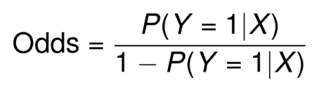 Odds = P(Y = 1|X) / 1 − P(Y = 1|X)